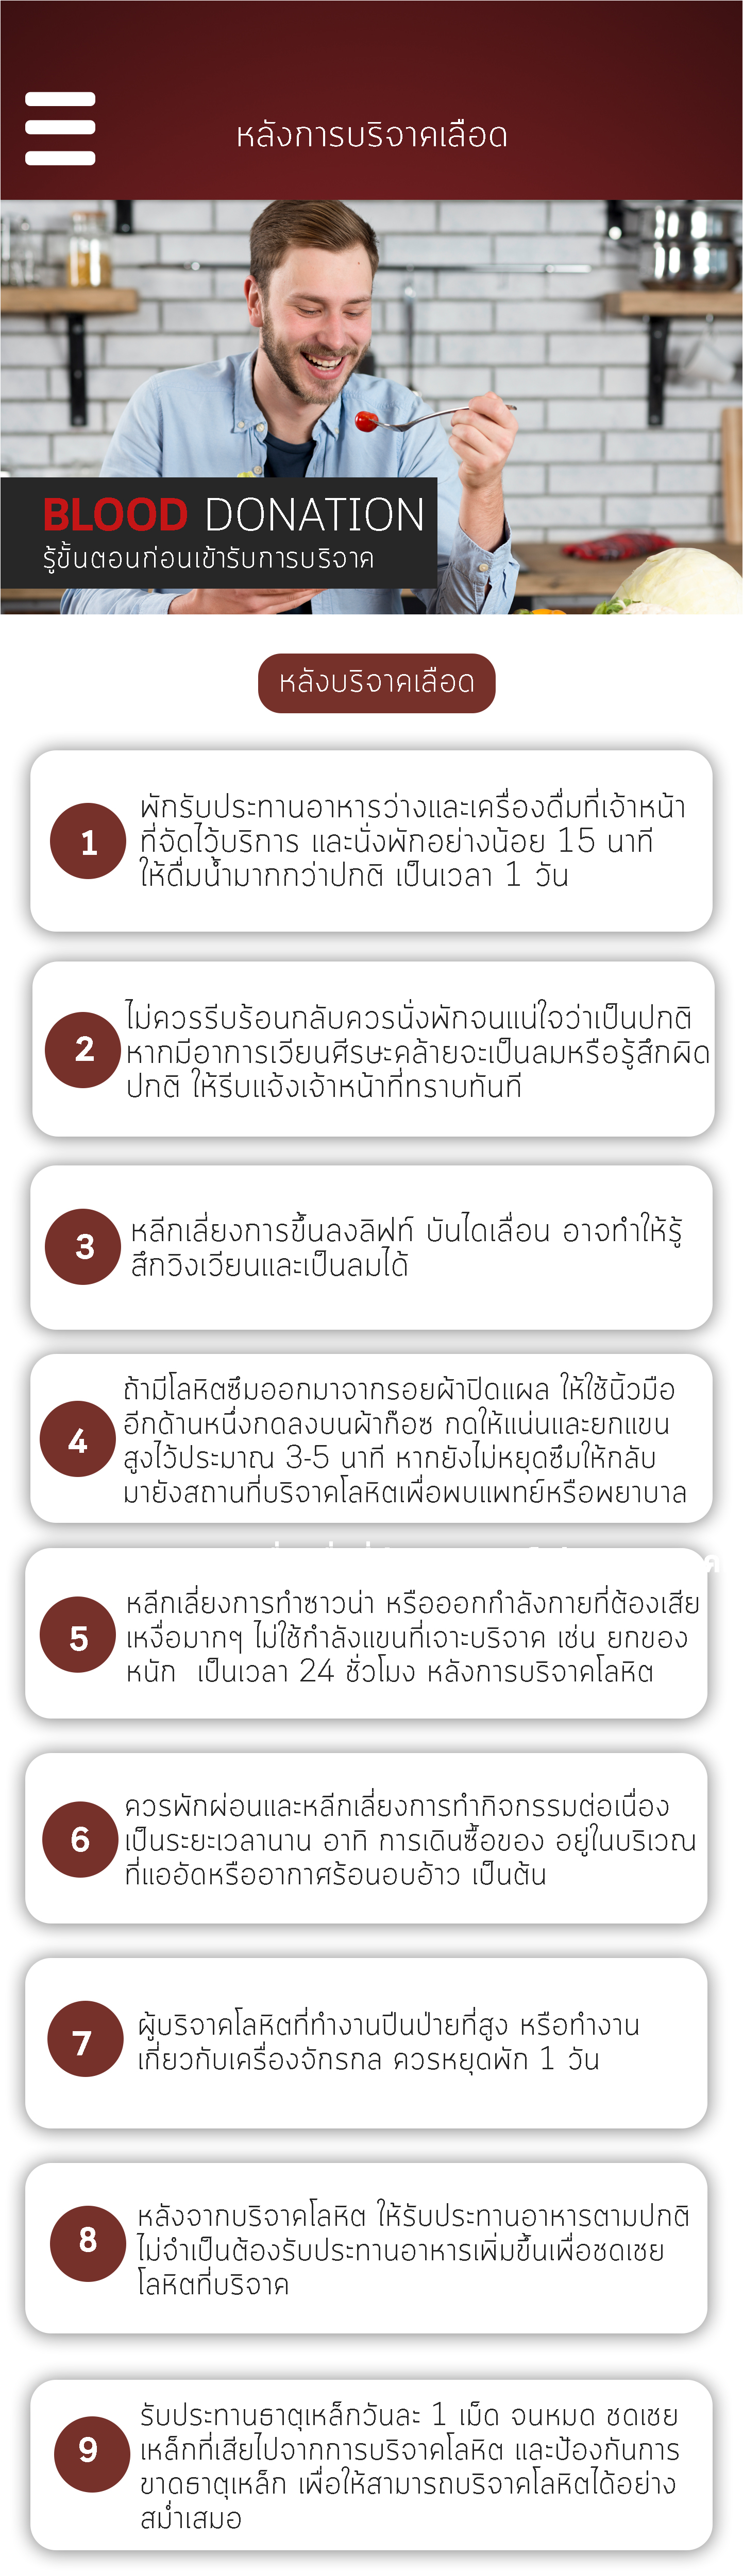 หลังการบริจาคเลือด
BLOOD DONATION
รู้ขั้นตอนก่อนเข้ารับการบริจาค
หลังบริจาคเลือด
1
พักรับประทานอาหารว่างและเครื่องดื่มที่เจ้าหน้า
ที่จัดไว้บริการ และนั่งพักอย่างน้อย 15 นาที
ให้ดื่มน้ำมากกว่าปกติ เป็นเวลา 1 วัน
2
ไม่ควรรีบร้อนกลับควรนั่งพักจนแน่ใจว่าเป็นปกติ
หากมีอาการเวียนศีรษะคล้ายจะเป็นลมหรือรู้สึกผิด
ปกติ ให้รีบแจ้งเจ้าหน้าที่ทราบทันที
3
หลีกเลี่ยงการขึ้นลงลิฟท์ บันไดเลื่อน อาจทำให้รู้
สึกวิงเวียนและเป็นลมได้
4
ถ้ามีโลหิตซึมออกมาจากรอยผ้าปิดแผล ให้ใช้นิ้วมือ
อีกด้านหนึ่งกดลงบนผ้าก๊อซ กดให้แน่นและยกแขน
สูงไว้ประมาณ 3-5 นาที หากยังไม่หยุดซึมให้กลับ
มายังสถานที่บริจาคโลหิตเพื่อพบแพทย์หรือพยาบาล
5
หลีกเลี่ยงการทำซาวน่า หรือออกกำลังกายที่ต้องเสีย
เหงื่อมากๆ ไม่ใช้กำลังแขนที่เจาะบริจาค เช่น ยกของ
หนัก เป็นเวลา 24 ชั่วโมง หลังการบริจาคโลหิต
6
ควรพักผ่อนและหลีกเลี่ยงการทำกิจกรรมต่อเนื่อง
เป็นระยะเวลานาน อาทิ การเดินซื้อของ อยู่ในบริเวณ
ที่แออัดหรืออากาศร้อนอบอ้าว เป็นต้น
7
ผู้บริจาคโลหิตที่ทำงานปีนป่ายที่สูง หรือทำงาน
เกี่ยวกับเครื่องจักรกล ควรหยุดพัก 1 วัน
8
หลังจากบริจาคโลหิต ให้รับประทานอาหารตามปกติ
ไม่จำเป็นต้องรับประทานอาหารเพิ่มขึ้นเพื่อชดเชย
โลหิตที่บริจาค
9
รับประทานธาตุเหล็กวันละ 1 เม็ด จนหมด ชดเชย
เหล็กที่เสียไปจากการบริจาคโลหิต และป้องกันการ
ขาดธาตุเหล็ก เพื่อให้สามารถบริจาคโลหิตได้อย่าง
สม่ำเสมอ